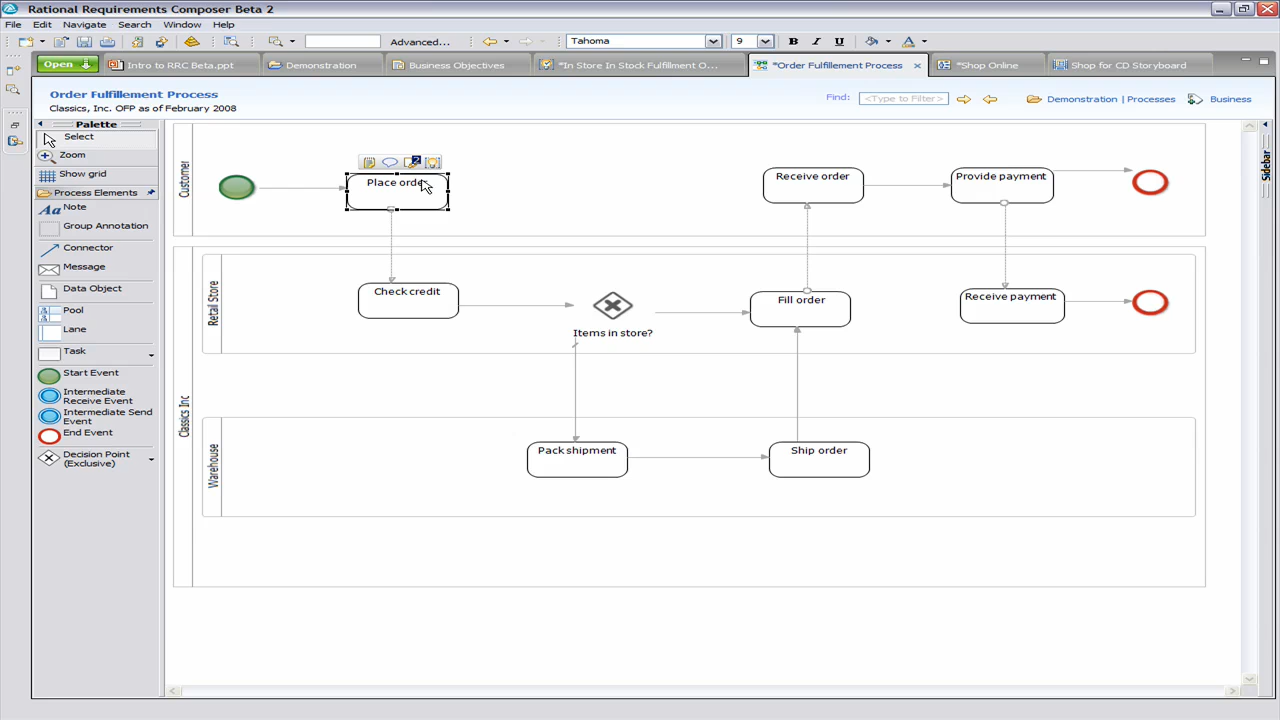 Rational Requirements Composer Beta 2
File Edit Navigate Search Window Help
Advanced... Tahoma 9 B I U A
Open Intro to RRC Beta.ppt Demonstration Business Objectives *In Store In Stock Fulfillment O... *Order Fulfillment Process *Shop Online Shop for CD Storyboard
Order Fulfillment Process
Classics, Inc. OFP as of February 2008
Find: <Type to Filter> Demonstration | Processes Business
Palette
Select
Zoom
Show grid
Process Elements
Aa Note
Group Annotation
Connector
Message
Data Object
Pool
Lane
Task
Start Event
Intermediate
Receive Event
Intermediate Send
Event
End Event
Decision Point
(Exclusive)
Sidebar
Customer
Place order
Receive order
Provide payment
Classics Inc
Retail Store
Check credit
Items in store?
Fill order
Receive payment
Warehouse
Pack shipment
Ship order